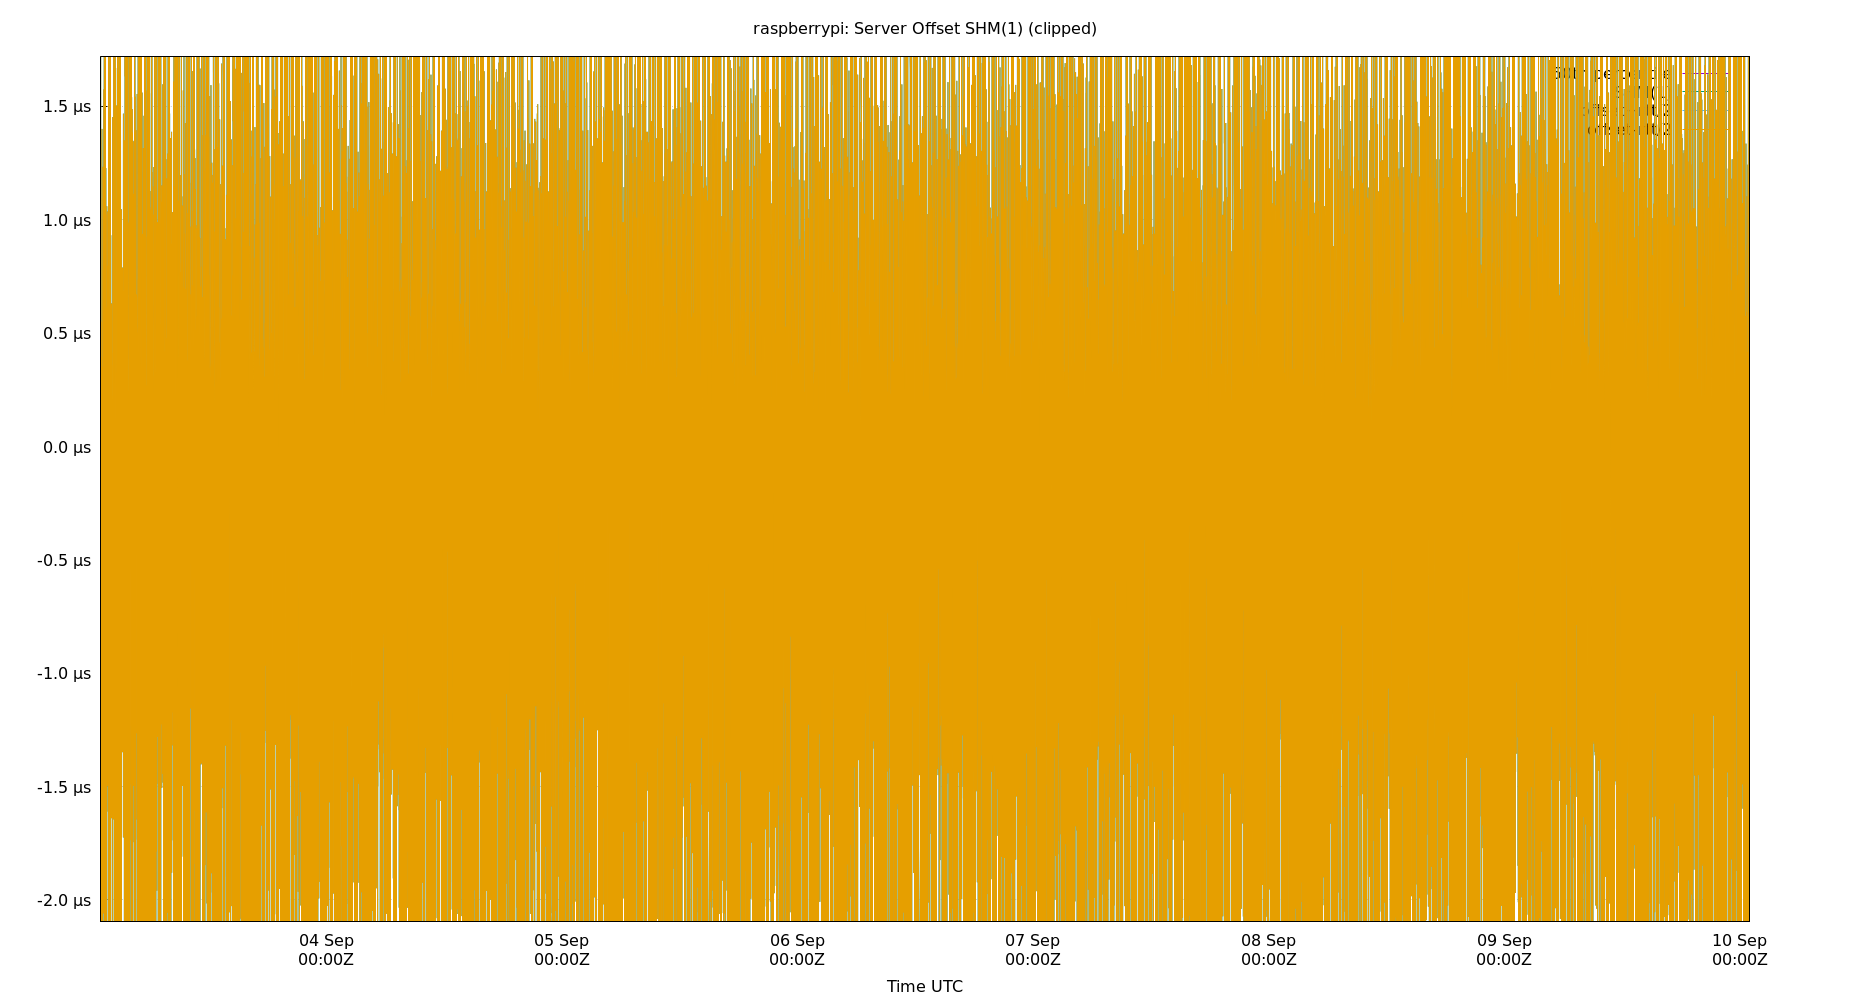 raspberrypi: Server Offset SHM(1) (clipped)
1.5 µs
1.0 µs
0.5 µs
0.0 µs
-0.5 µs
-1.0 µs
-1.5 µs
-2.0 µs
04 Sep 05 Sep 06 Sep 07 Sep 08 Sep 09 Sep 10 Sep
00:00Z 00:00Z 00:00Z 00:00Z 00:00Z 00:00Z 00:00Z
Time UTC